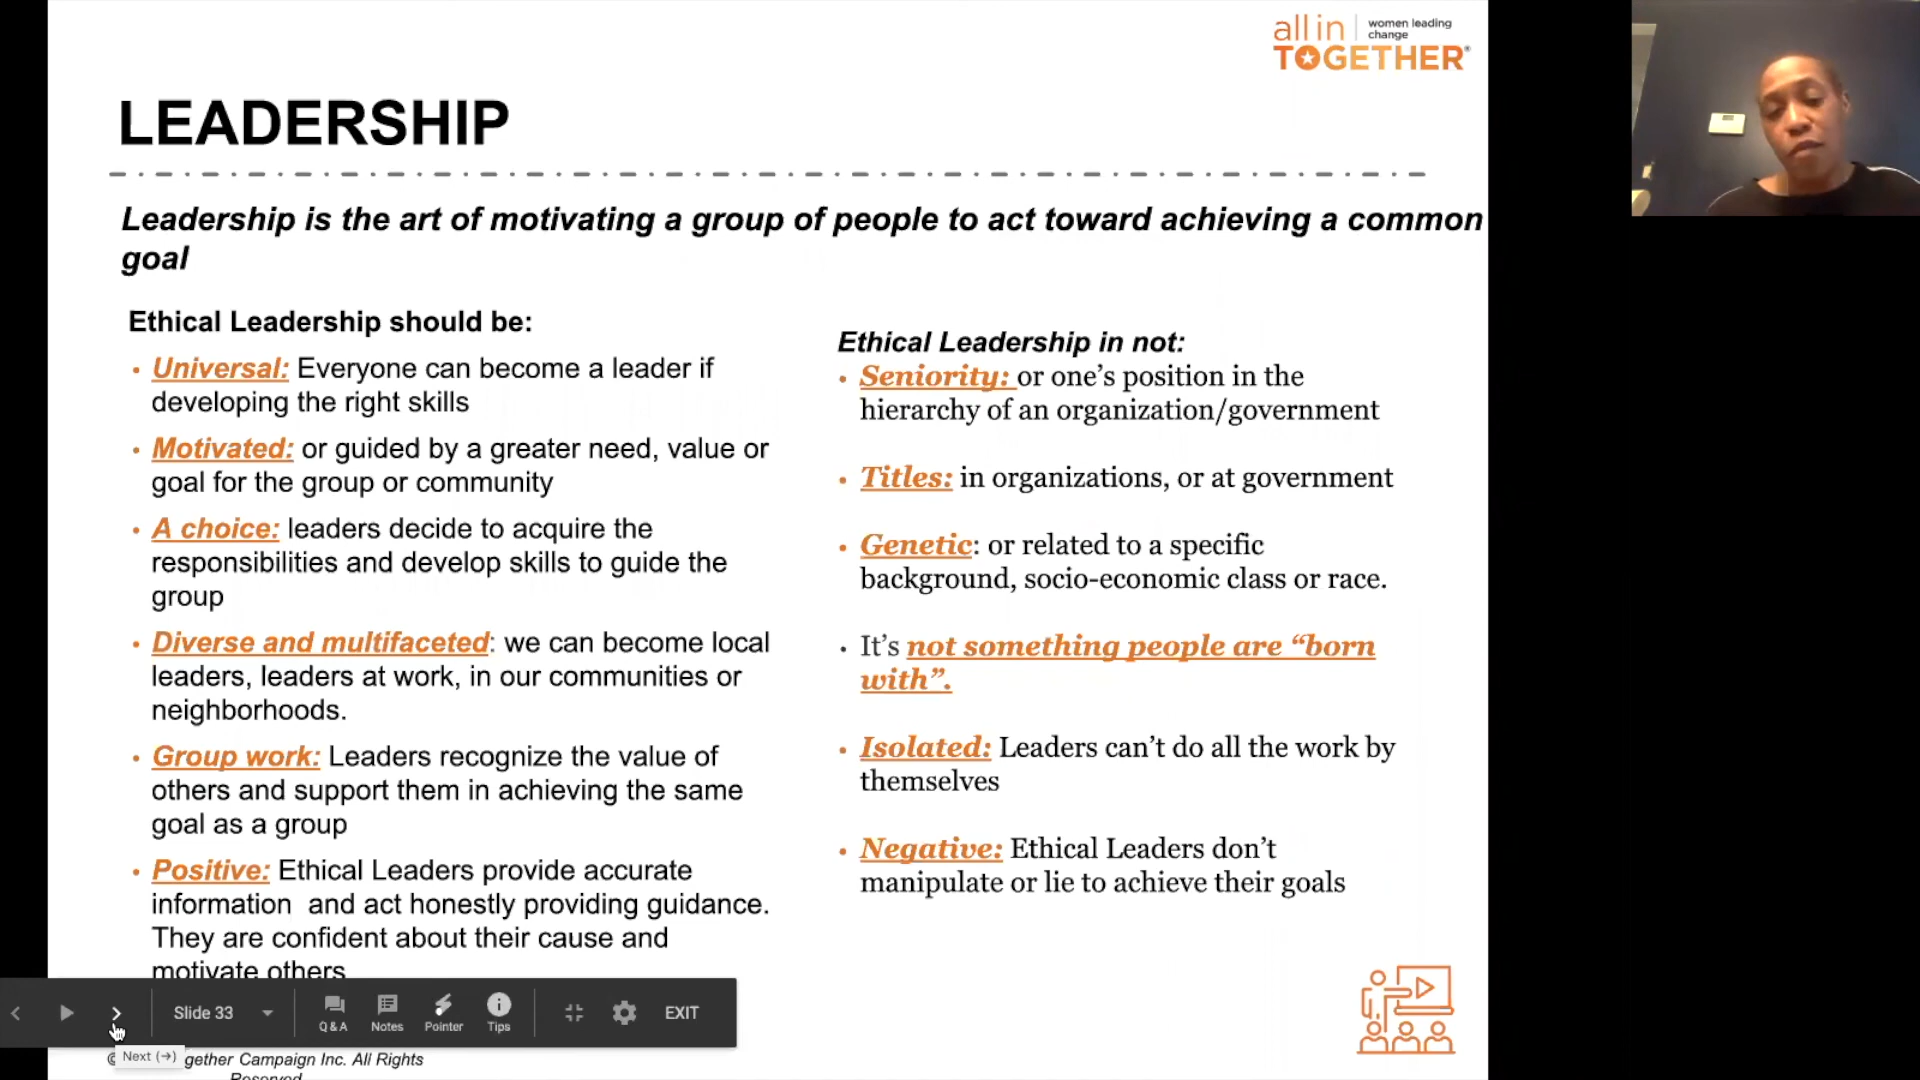 all in
women leading
change
TOGETHER®
LEADERSHIP
Leadership is the art of motivating a group of people to act toward achieving a common
goal
Ethical Leadership should be:
• Universal: Everyone can become a leader if
developing the right skills
• Motivated: or guided by a greater need, value or
goal for the group or community
• A choice: leaders decide to acquire the
responsibilities and develop skills to guide the
group
• Diverse and multifaceted: we can become local
leaders, leaders at work, in our communities or
neighborhoods.
• Group work: Leaders recognize the value of
others and support them in achieving the same
goal as a group
• Positive: Ethical Leaders provide accurate
information  and act honestly providing guidance.
They are confident about their cause and
motivate others
Ethical Leadership in not:
• Seniority: or one's position in the
hierarchy of an organization/government
• Titles: in organizations, or at government
• Genetic: or related to a specific
background, socio-economic class or race.
• It's not something people are “born
with”.
• Isolated: Leaders can't do all the work by
themselves
• Negative: Ethical Leaders don't
manipulate or lie to achieve their goals
Slide 33
Q&A
Notes
Pointer
Tips
EXIT
Next (→)
gether Campaign Inc. All Rights
Reserved